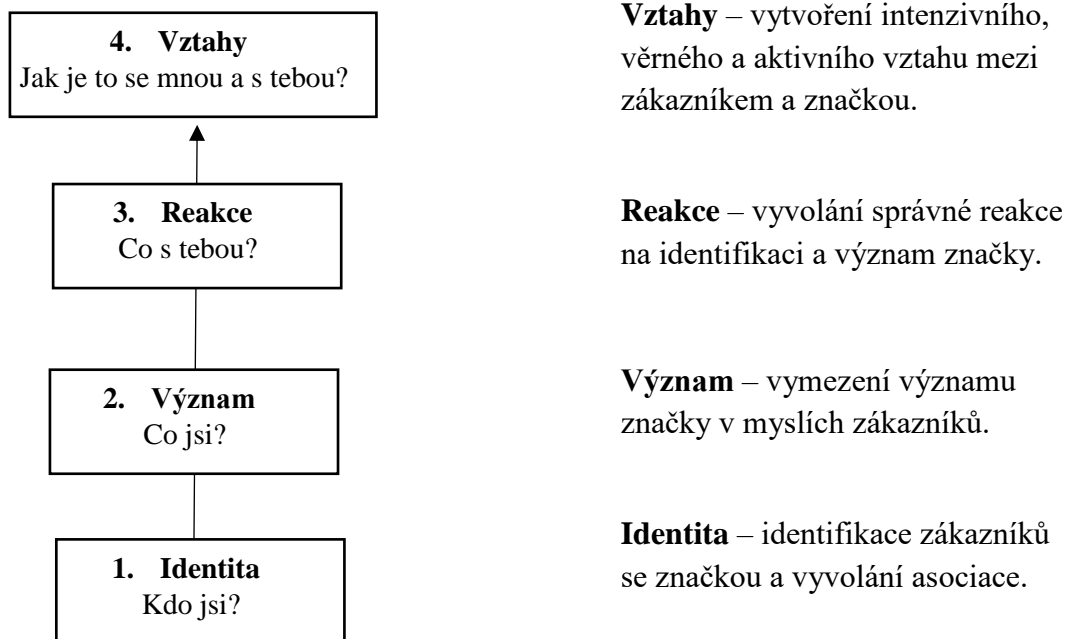 4. Vztahy
Jak je to se mnou a s tebou?
Vztahy – vytvoření intenzivního,
věrného a aktivního vztahu mezi
zákazníkem a značkou.
3. Reakce
Co s tebou?
Reakce – vyvolání správné reakce
na identifikaci a význam značky.
2. Význam
Co jsi?
Význam – vymezení významu
značky v myslích zákazníků.
1. Identita
Kdo jsi?
Identita – identifikace zákazníků
se značkou a vyvolání asociace.